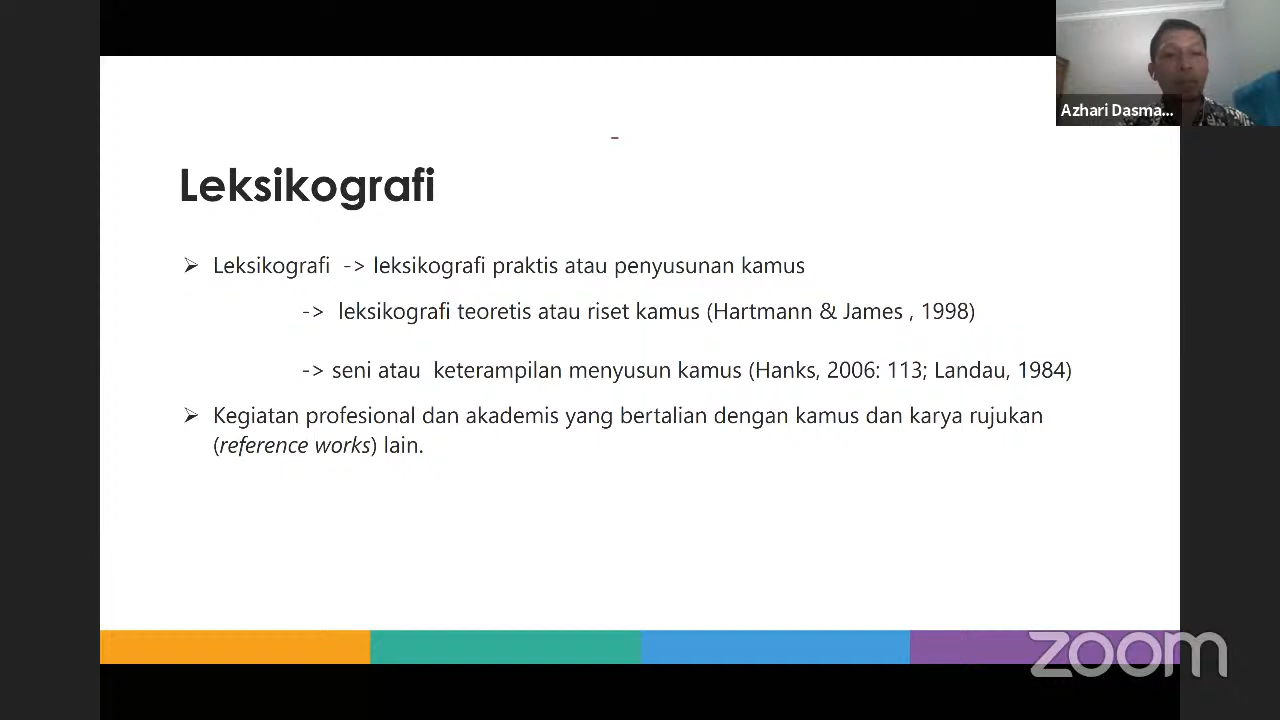 Azhari Dasma...
-
Leksikografi
➢ Leksikografi -> leksikografi praktis atau penyusunan kamus
-> leksikografi teoretis atau riset kamus (Hartmann & James , 1998)
-> seni atau keterampilan menyusun kamus (Hanks, 2006: 113; Landau, 1984)
➢ Kegiatan profesional dan akademis yang bertalian dengan kamus dan karya rujukan
(reference works) lain.
zoom